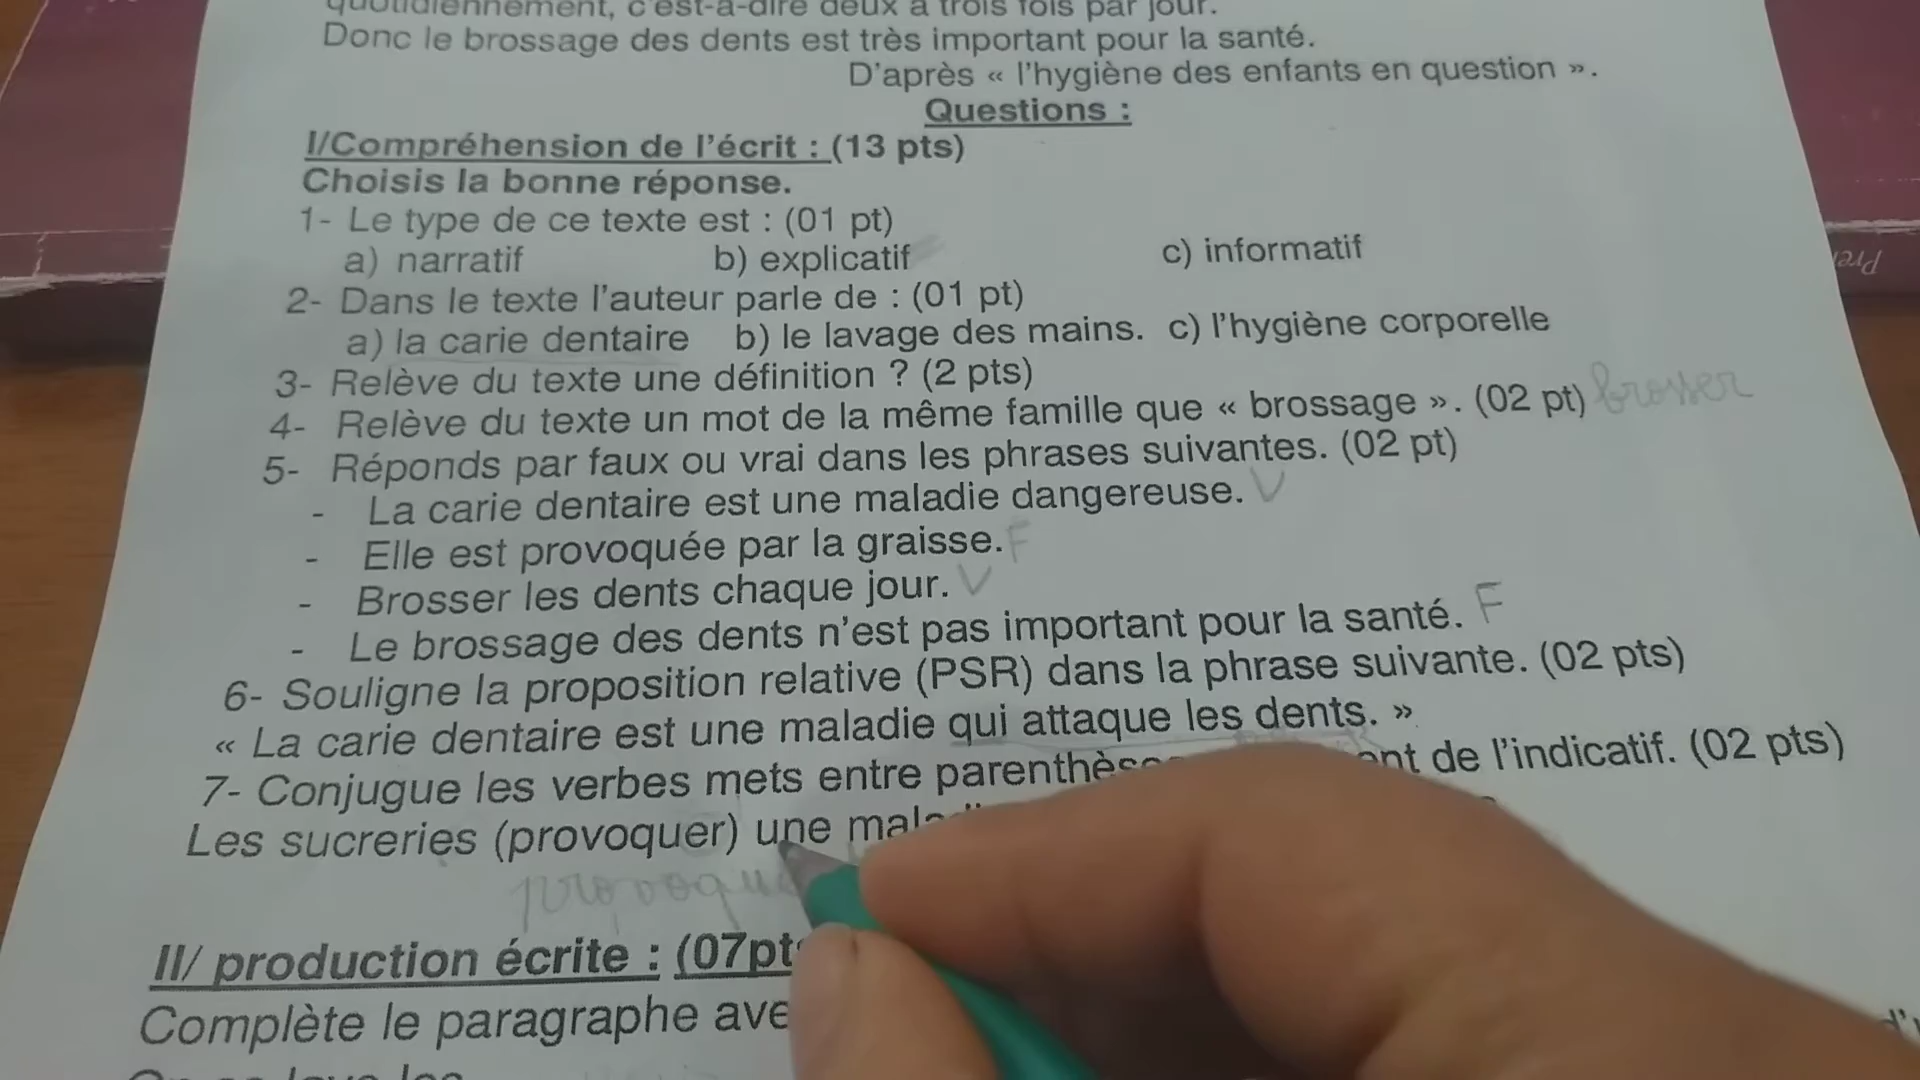 quotidiennement, c'est-à-dire deux à trois fois par jour.
Donc le brossage des dents est très important pour la santé.
D'après « l'hygiène des enfants en question ».
Questions :
I/Compréhension de l'écrit : (13 pts)
Choisis la bonne réponse.
1- Le type de ce texte est : (01 pt)
a) narratif b) explicatif c) informatif
2- Dans le texte l'auteur parle de : (01 pt)
a) la carie dentaire b) le lavage des mains. c) l'hygiène corporelle
3- Relève du texte une définition ? (2 pts)
4- Relève du texte un mot de la même famille que « brossage ». (02 pt) brosser
5- Réponds par faux ou vrai dans les phrases suivantes. (02 pt)
- La carie dentaire est une maladie dangereuse. V
- Elle est provoquée par la graisse. F
- Brosser les dents chaque jour. V
- Le brossage des dents n'est pas important pour la santé. F
6- Souligne la proposition relative (PSR) dans la phrase suivante. (02 pts)
« La carie dentaire est une maladie qui attaque les dents. »
7- Conjugue les verbes mets entre de l'indicatif. (02 pts)
Les sucreries (provoquer) une
II/ production écrite : (07pt
Complète le paragraphe